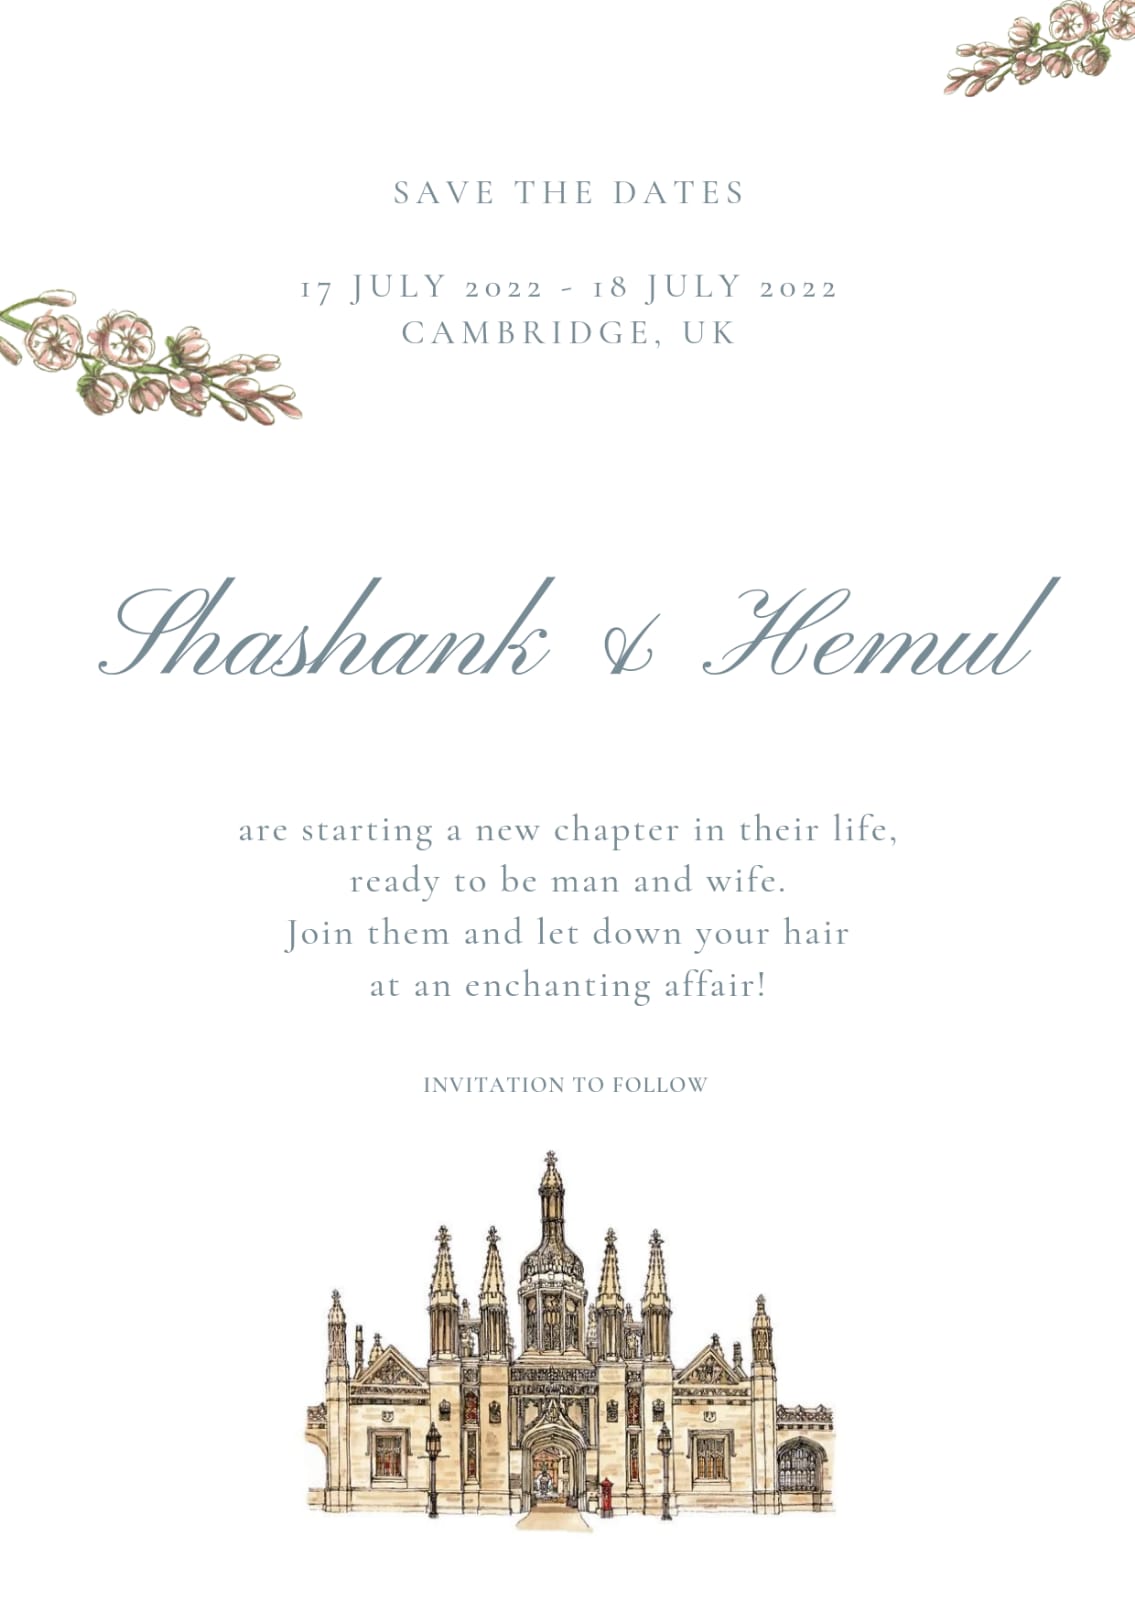 SAVE THE DATES
17 JULY 2022 - 18 JULY 2022
CAMBRIDGE, UK
Shashank & Hemul
are starting a new chapter in their life,
ready to be man and wife.
Join them and let down your hair
at an enchanting affair!
INVITATION TO FOLLOW